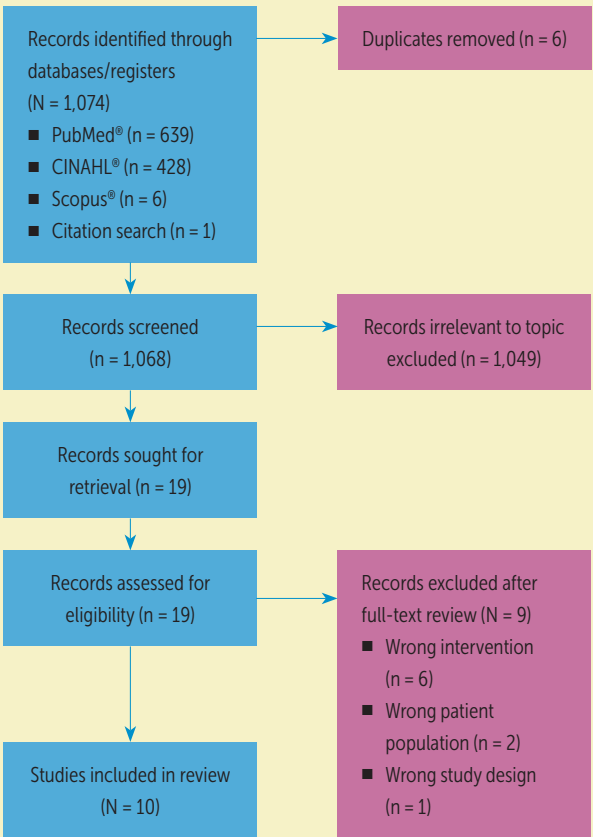 Records identified through
databases/registers
(N = 1,074)
■ PubMed® (n = 639)
■ CINAHL® (n = 428)
■ Scopus® (n = 6)
■ Citation search (n = 1)
Duplicates removed (n = 6)
Records screened
(n = 1,068)
Records irrelevant to topic
excluded (n = 1,049)
Records sought for
retrieval (n = 19)
Records assessed for
eligibility (n = 19)
Records excluded after
full-text review (N = 9)
■ Wrong intervention
(n = 6)
■ Wrong patient
population (n = 2)
■ Wrong study design
(n = 1)
Studies included in review
(N = 10)